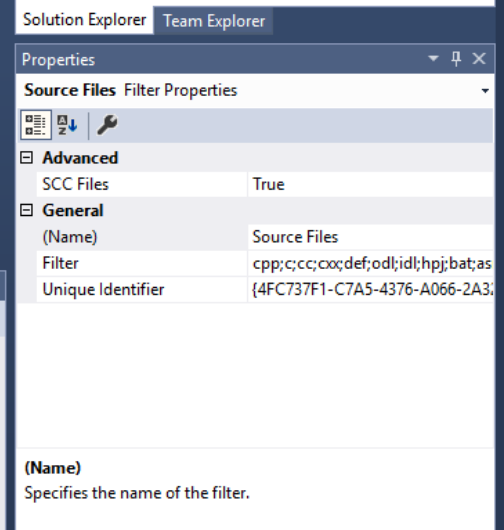 Solution Explorer Team Explorer
Properties
Source Files Filter Properties
Advanced
SCC Files True
General
(Name) Source Files
Filter cpp;c;cc;cxx;def;odl;idl;hpj;bat;as
Unique Identifier {4FC737F1-C7A5-4376-A066-2A32
(Name)
Specifies the name of the filter.